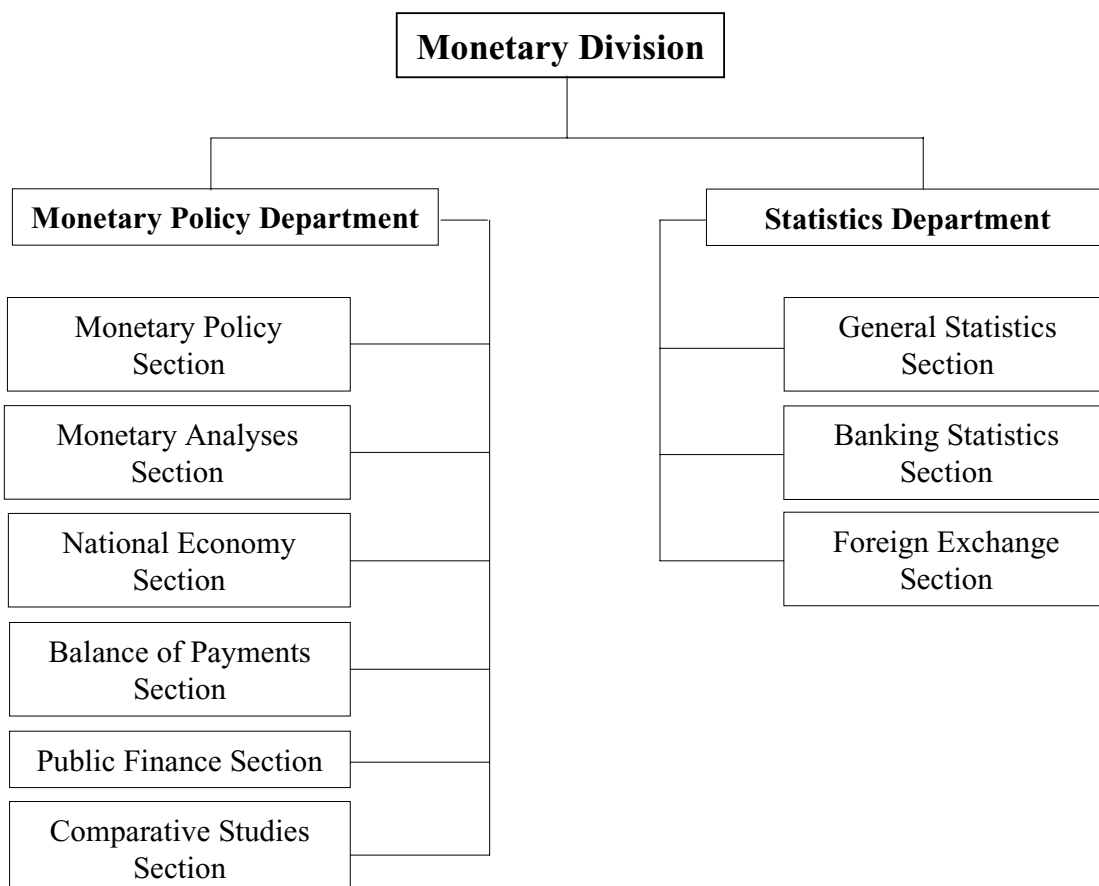 Monetary Division
Monetary Policy Department
Monetary Policy
Section
Monetary Analyses
Section
National Economy
Section
Balance of Payments
Section
Public Finance Section
Comparative Studies
Section
Statistics Department
General Statistics
Section
Banking Statistics
Section
Foreign Exchange
Section